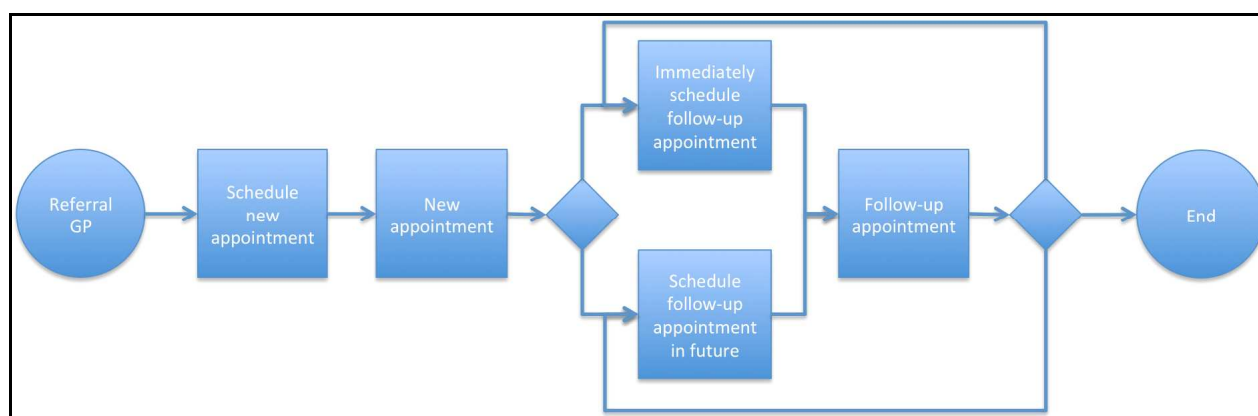 Referral
GP
Schedule
new
appointment
New
appointment
Immediately
schedule
follow-up
appointment
Schedule
follow-up
appointment
in future
Follow-up
appointment
End